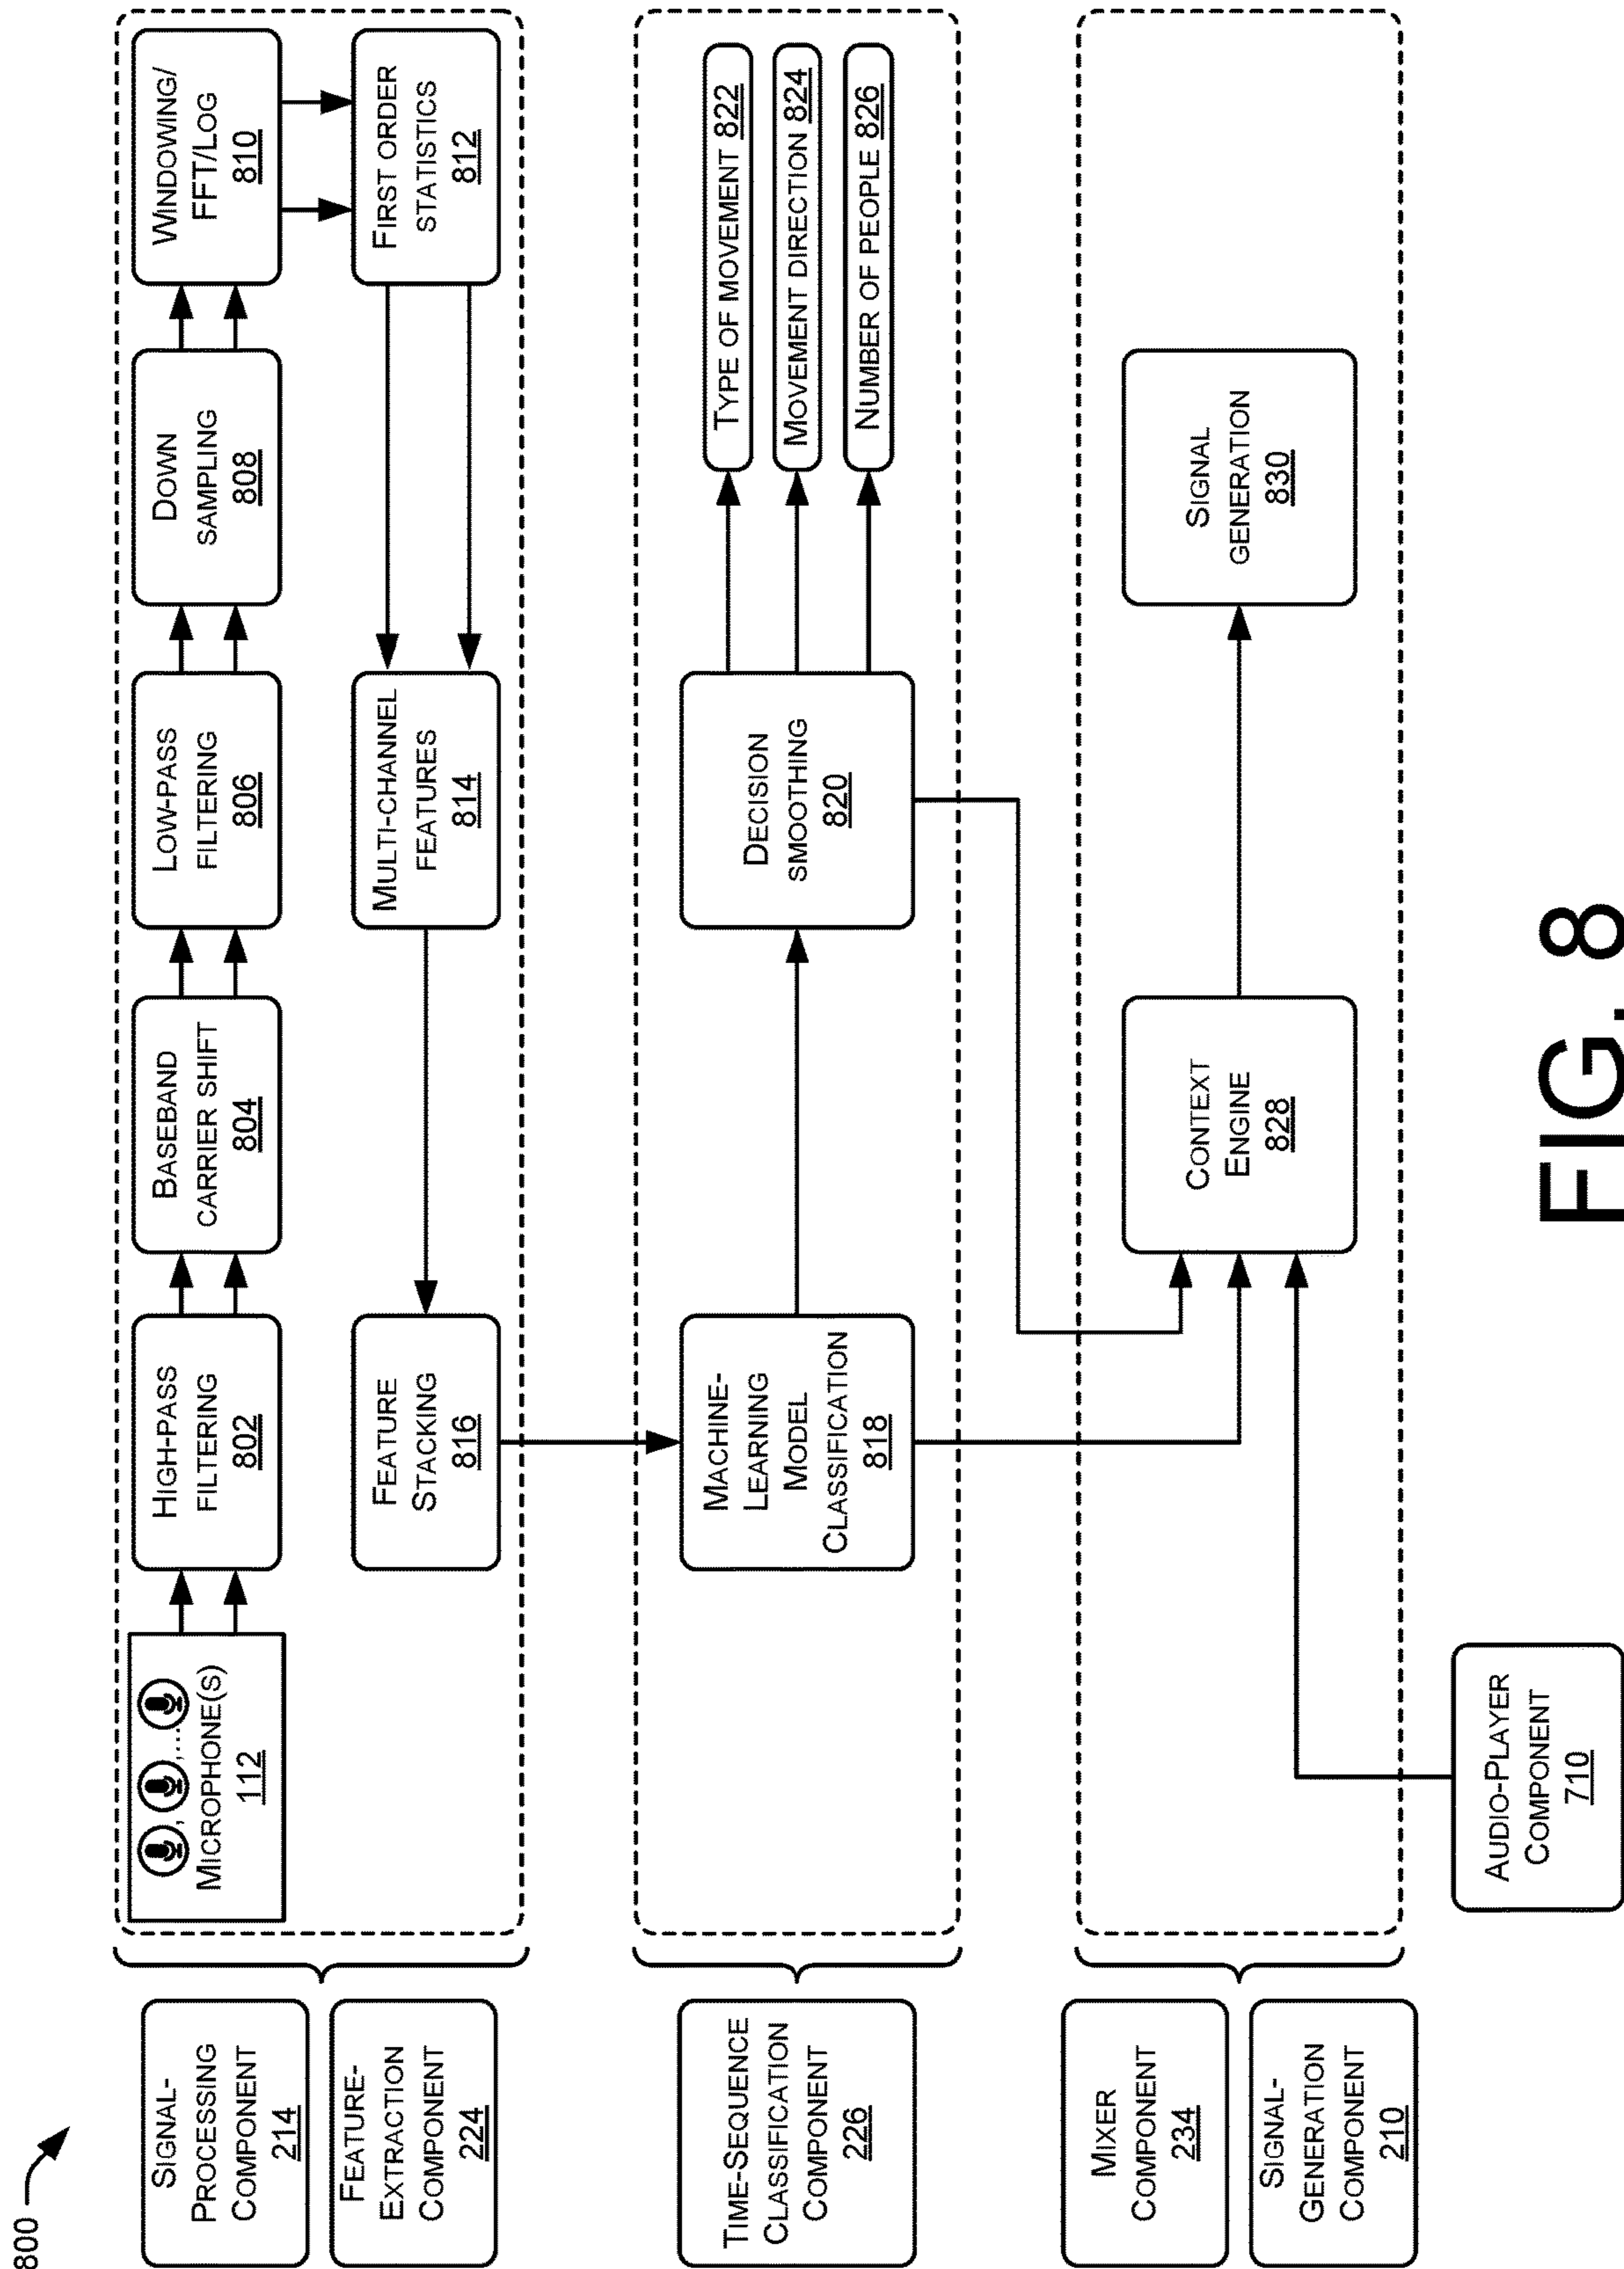 800
SIGNAL-
PROCESSING
COMPONENT
214
FEATURE-
EXTRACTION
COMPONENT
224
, , ...
MICROPHONE(S)
112
HIGH-PASS
FILTERING
802
BASEBAND
CARRIER SHIFT
804
LOW-PASS
FILTERING
806
DOWN
SAMPLING
808
WINDOWING/
FFT/LOG
810
FIRST ORDER
STATISTICS
812
MULTI-CHANNEL
FEATURES
814
FEATURE
STACKING
816
TIME-SEQUENCE
CLASSIFICATION
COMPONENT
226
MACHINE-
LEARNING
MODEL
CLASSIFICATION
818
DECISION
SMOOTHING
820
TYPE OF MOVEMENT 822
MOVEMENT DIRECTION 824
NUMBER OF PEOPLE 826
MIXER
COMPONENT
234
SIGNAL-
GENERATION
COMPONENT
210
CONTEXT
ENGINE
828
SIGNAL
GENERATION
830
AUDIO-PLAYER
COMPONENT
710
FIG. 8